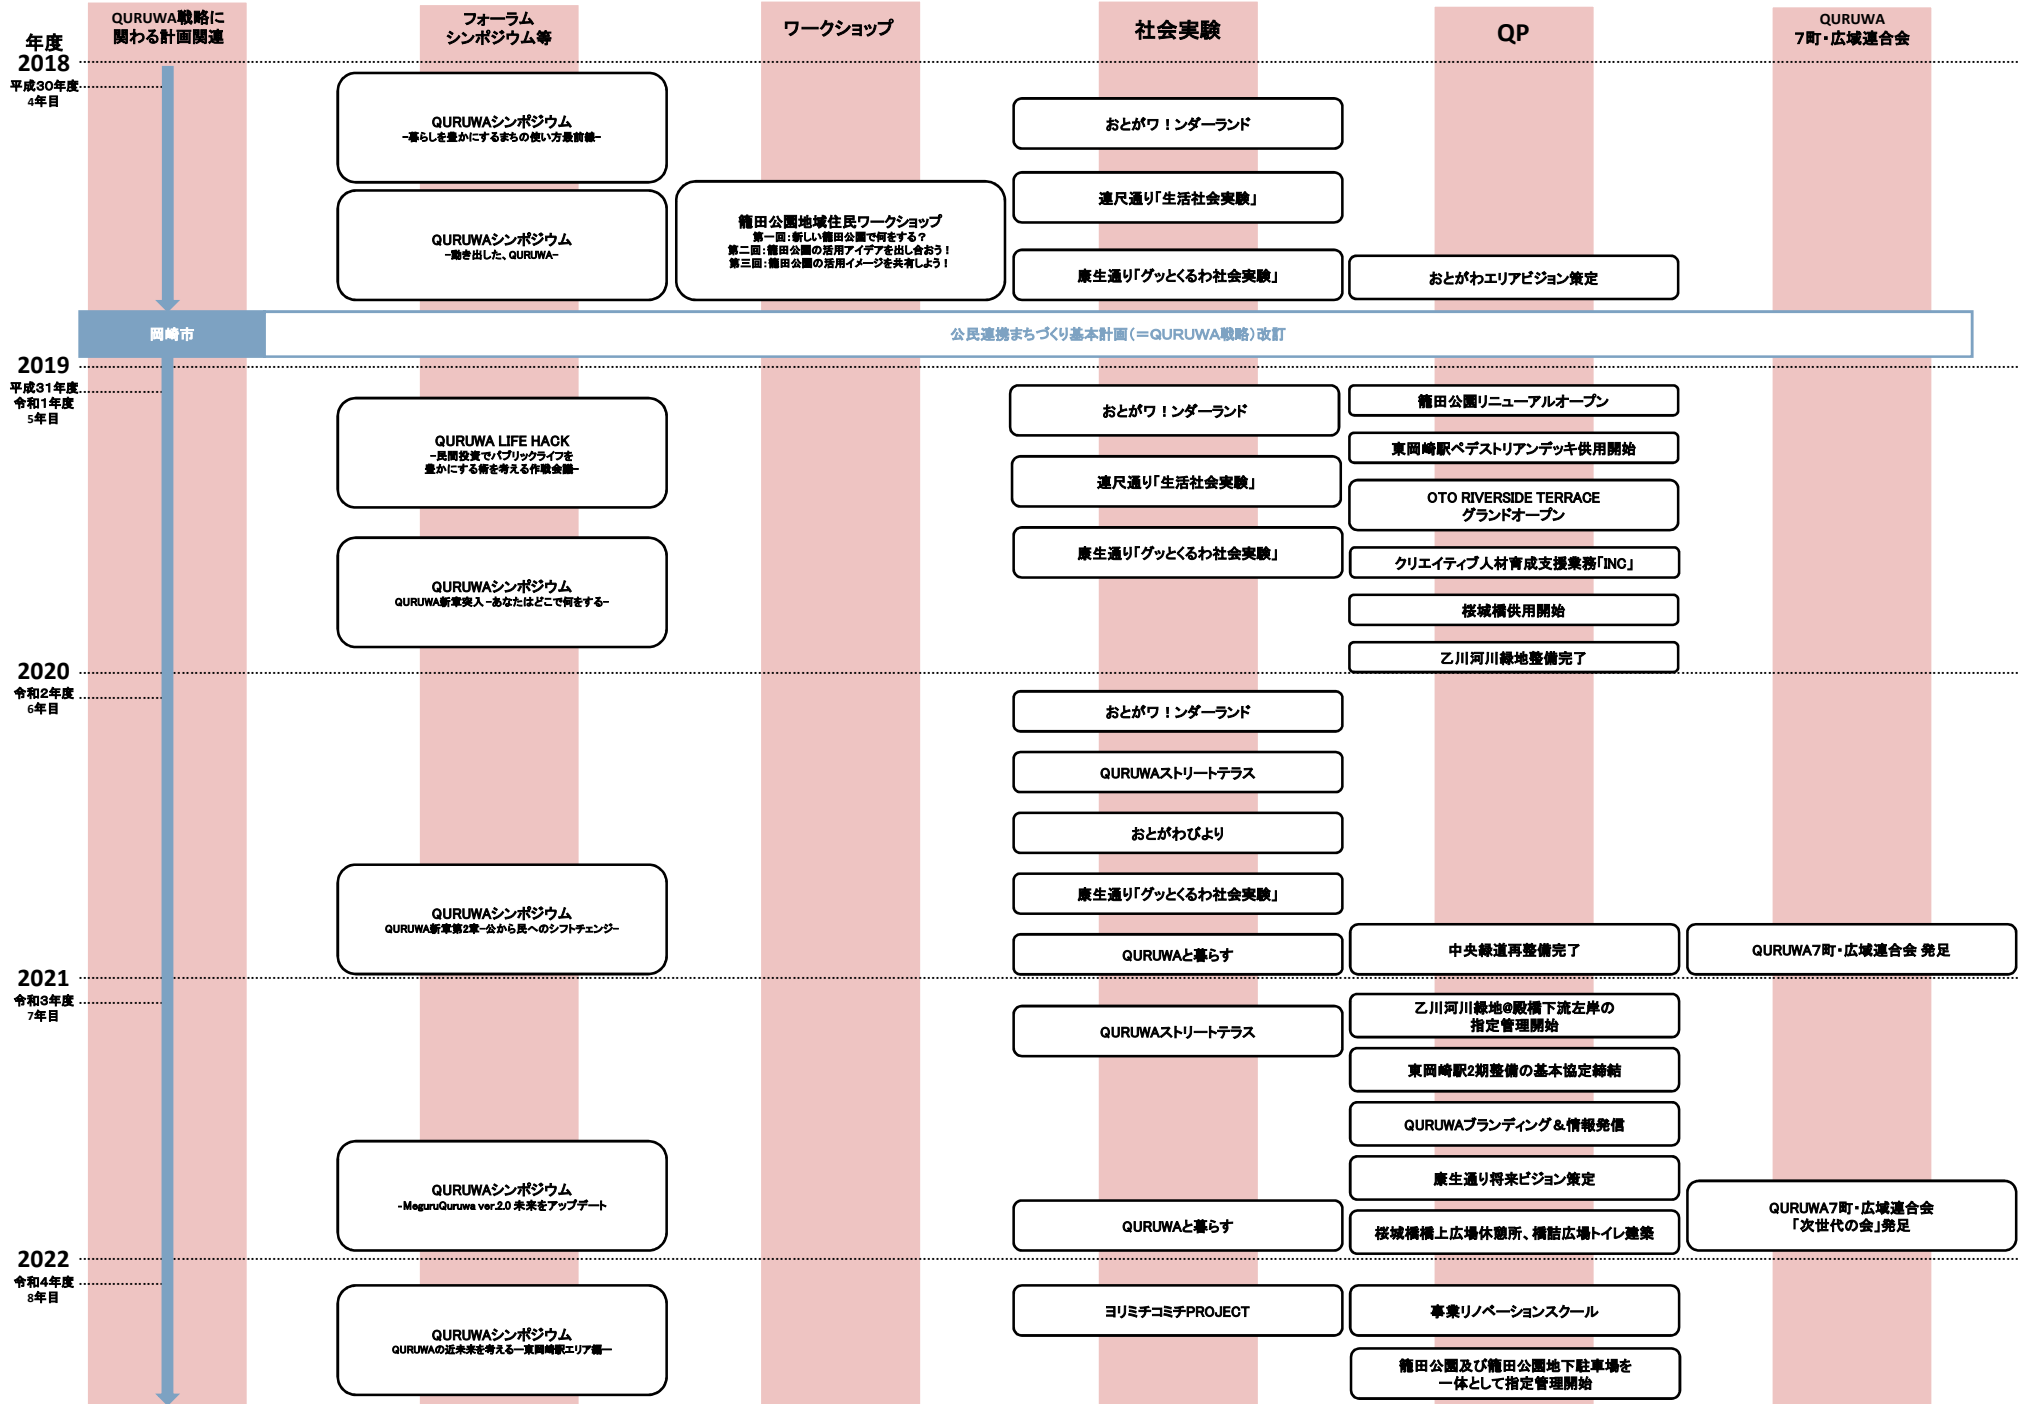 QURUWA戦略に
関わる計画関連
フォーラム
シンポジウム等
ワークショップ
社会実験
QP
QURUWA
7町・広域連合会
年度
2018
平成30年度
4年目
QURUWAシンポジウム
-暮らしを豊かにするまちの使い方最前線-
おとがワ！ンダーランド
QURUWAシンポジウム
-動き出した、QURUWA-
籠田公園地域住民ワークショップ
第一回：新しい籠田公園で何をする？
第二回：籠田公園の活用アイデアを出し合おう！
第三回：籠田公園の活用イメージを共有しよう！
連尺通り「生活社会実験」
康生通り「グッとくるわ社会実験」
おとがわエリアビジョン策定
岡崎市
公民連携まちづくり基本計画（＝QURUWA戦略）改訂
2019
平成31年度
令和1年度
5年目
QURUWA LIFE HACK
-民間投資でパブリックライフを
豊かにする術を考える作戦会議-
QURUWAシンポジウム
QURUWA新章突入 -あなたはどこで何をする-
おとがワ！ンダーランド
連尺通り「生活社会実験」
康生通り「グッとくるわ社会実験」
籠田公園リニューアルオープン
東岡崎駅ペデストリアンデッキ供用開始
OTO RIVERSIDE TERRACE
グランドオープン
クリエイティブ人材育成支援業務「INC」
桜城橋供用開始
乙川河川緑地整備完了
2020
令和2年度
6年目
QURUWAシンポジウム
QURUWA新章第2章-公から民へのシフトチェンジ-
おとがワ！ンダーランド
QURUWAストリートテラス
おとがわびより
康生通り「グッとくるわ社会実験」
QURUWAと暮らす
中央緑道再整備完了
QURUWA7町・広域連合会 発足
2021
令和3年度
7年目
QURUWAシンポジウム
-MeguruQuruwa ver.2.0 未来をアップデート
QURUWAストリートテラス
QURUWAと暮らす
乙川河川緑地@殿橋下流左岸の
指定管理開始
東岡崎駅2期整備の基本協定締結
QURUWAブランディング＆情報発信
康生通り将来ビジョン策定
桜城橋橋上広場休憩所、橋詰広場トイレ建築
QURUWA7町・広域連合会
「次世代の会」発足
2022
令和4年度
8年目
QURUWAシンポジウム
QURUWAの近未来を考える―東岡崎駅エリア編―
ヨリミチコミチPROJECT
事業リノベーションスクール
籠田公園及び籠田公園地下駐車場を
一体として指定管理開始